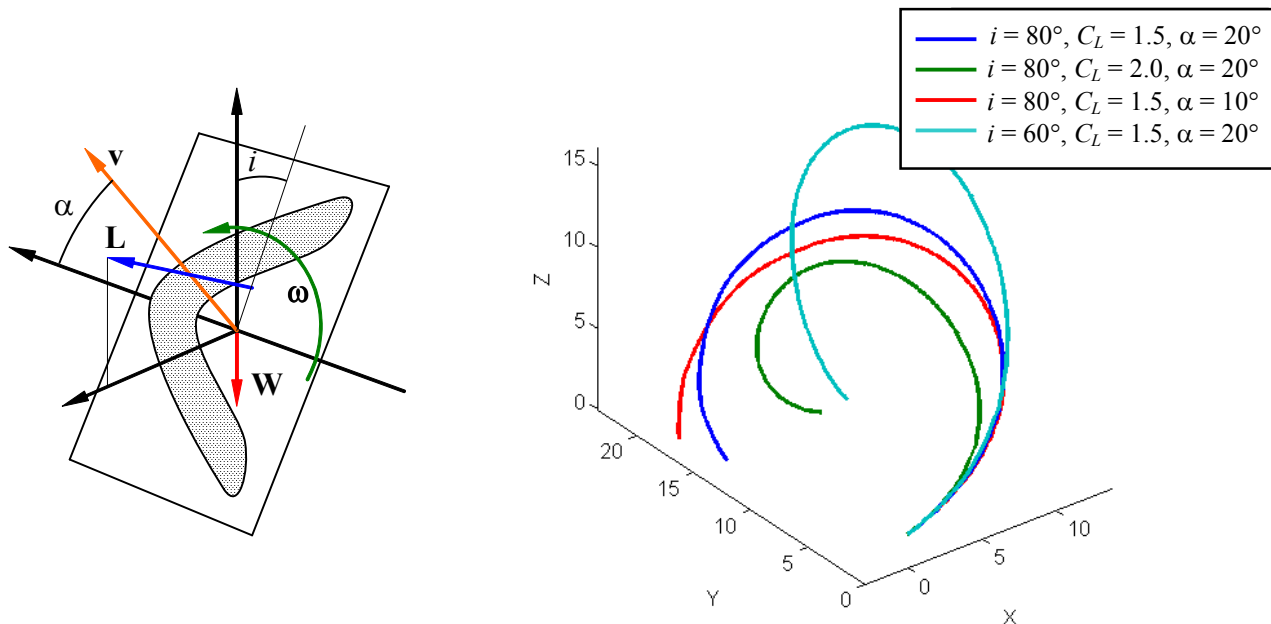 v
i
α
L
ω
W
i = 80°, C_L = 1.5, α = 20°
i = 80°, C_L = 2.0, α = 20°
i = 80°, C_L = 1.5, α = 10°
i = 60°, C_L = 1.5, α = 20°
15
10
5
0
Z
20
15
10
5
0
Y
0
5
10
X